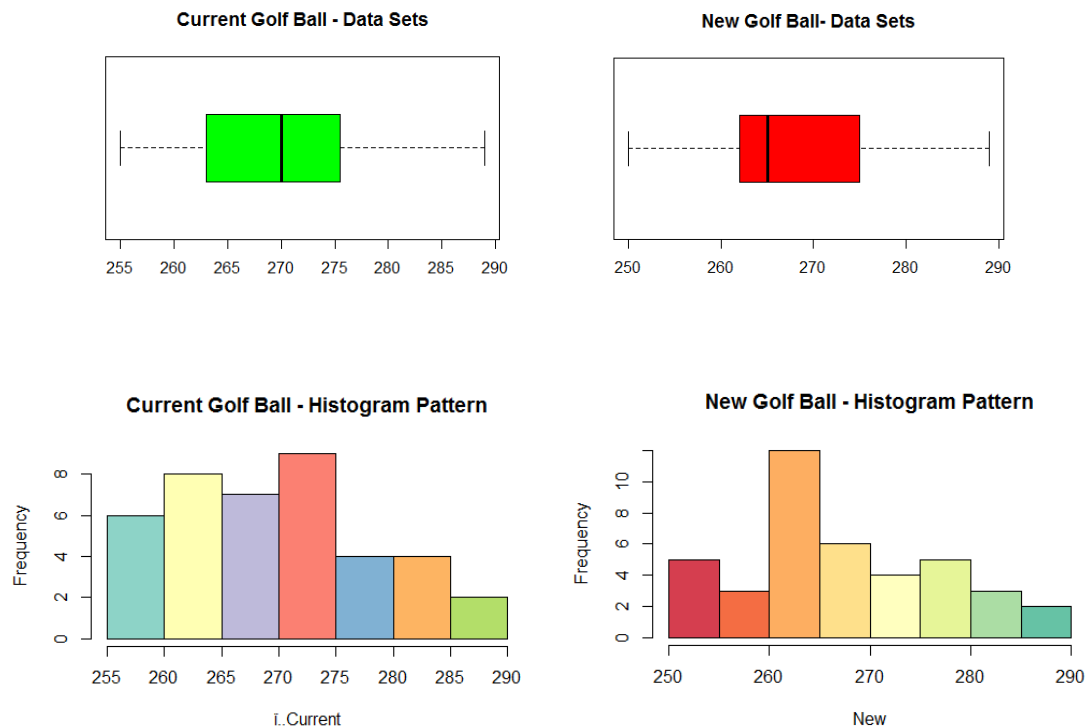 Current Golf Ball - Data Sets
New Golf Ball- Data Sets
255 260 265 270 275 280 285 290
250 260 270 280 290
Current Golf Ball - Histogram Pattern
New Golf Ball - Histogram Pattern
Frequency
0 2 4 6 8
255 260 265 270 275 280 285 290
ï..Current
Frequency
0 2 4 6 8 10
250 260 270 280 290
New